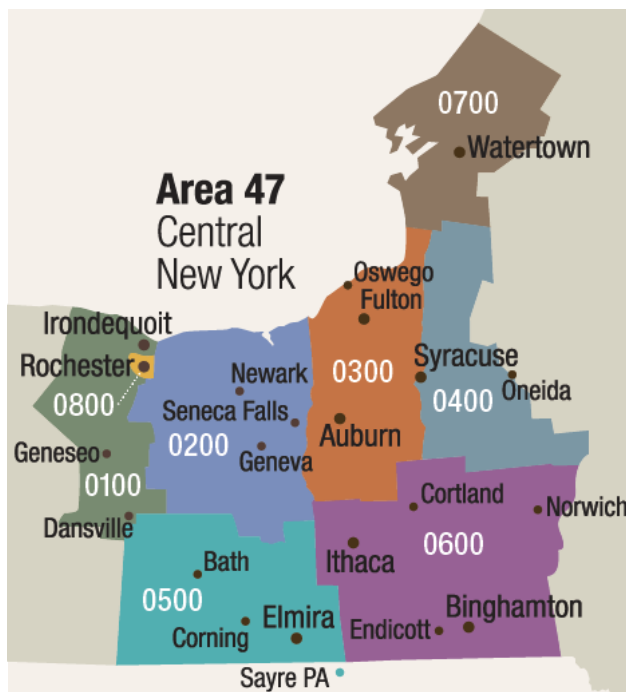 0700
Watertown
Area 47
Central
New York
Oswego
Fulton
Irondequoit
Rochester
Syracuse
Newark
0300
Oneida
0800
0400
Seneca Falls
Auburn
0200
Geneseo
Geneva
0100
Cortland
Norwich
Dansville
0600
Bath
Ithaca
0500
Elmira
Binghamton
Corning
Endicott
Sayre PA